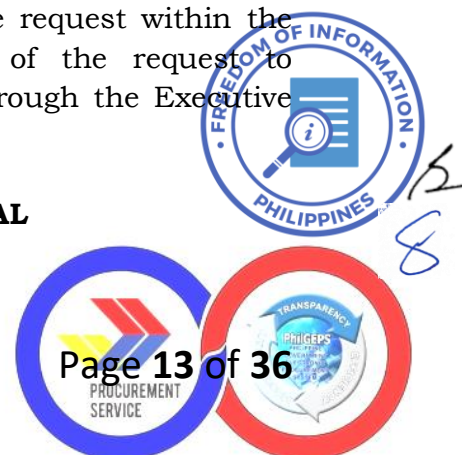 e request within the
of the request to
rough the Executive
FREEDOM OF INFORMATION
PHILIPPINES
AL
TRANSPARENCY
PhilGEPS
Page 13 of 36
PROCUREMENT
SERVICE